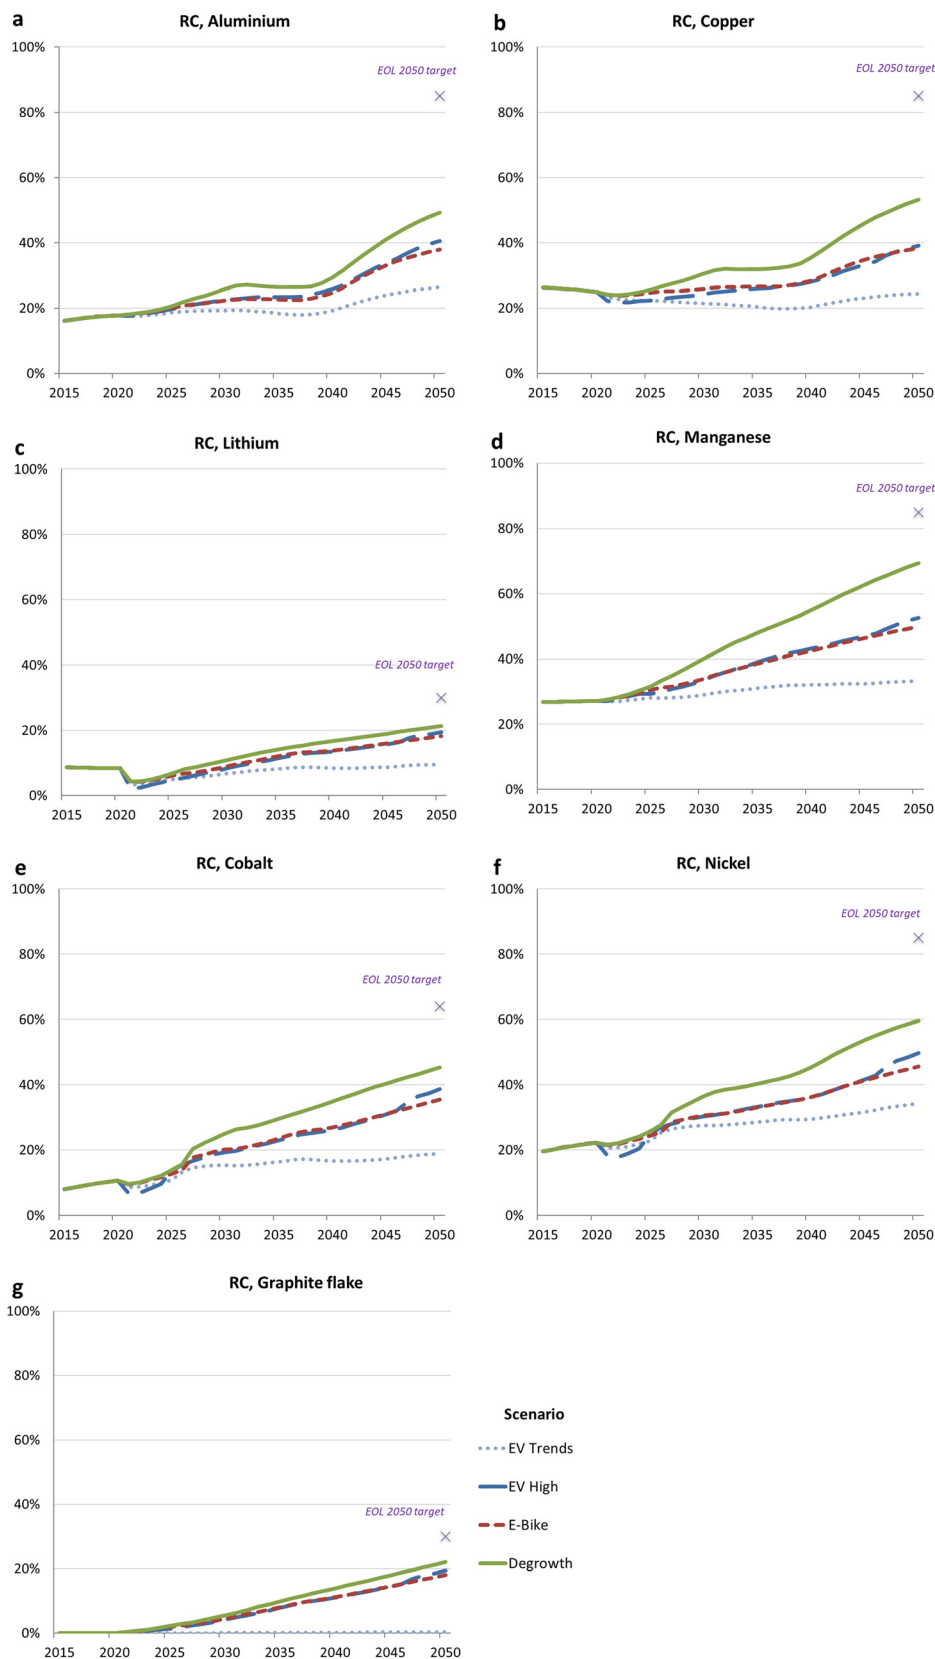 a
RC, Aluminium
100%
80%
60%
40%
20%
0%
EOL 2050 target
2015 2020 2025 2030 2035 2040 2045 2050
b
RC, Copper
100%
80%
60%
40%
20%
0%
EOL 2050 target
2015 2020 2025 2030 2035 2040 2045 2050
c
RC, Lithium
100%
80%
60%
40%
20%
0%
EOL 2050 target
2015 2020 2025 2030 2035 2040 2045 2050
d
RC, Manganese
100%
80%
60%
40%
20%
0%
EOL 2050 target
2015 2020 2025 2030 2035 2040 2045 2050
e
RC, Cobalt
100%
80%
60%
40%
20%
0%
EOL 2050 target
2015 2020 2025 2030 2035 2040 2045 2050
f
RC, Nickel
100%
80%
60%
40%
20%
0%
EOL 2050 target
2015 2020 2025 2030 2035 2040 2045 2050
g
RC, Graphite flake
100%
80%
60%
40%
20%
0%
EOL 2050 target
2015 2020 2025 2030 2035 2040 2045 2050
Scenario
EV Trends
EV High
E-Bike
Degrowth